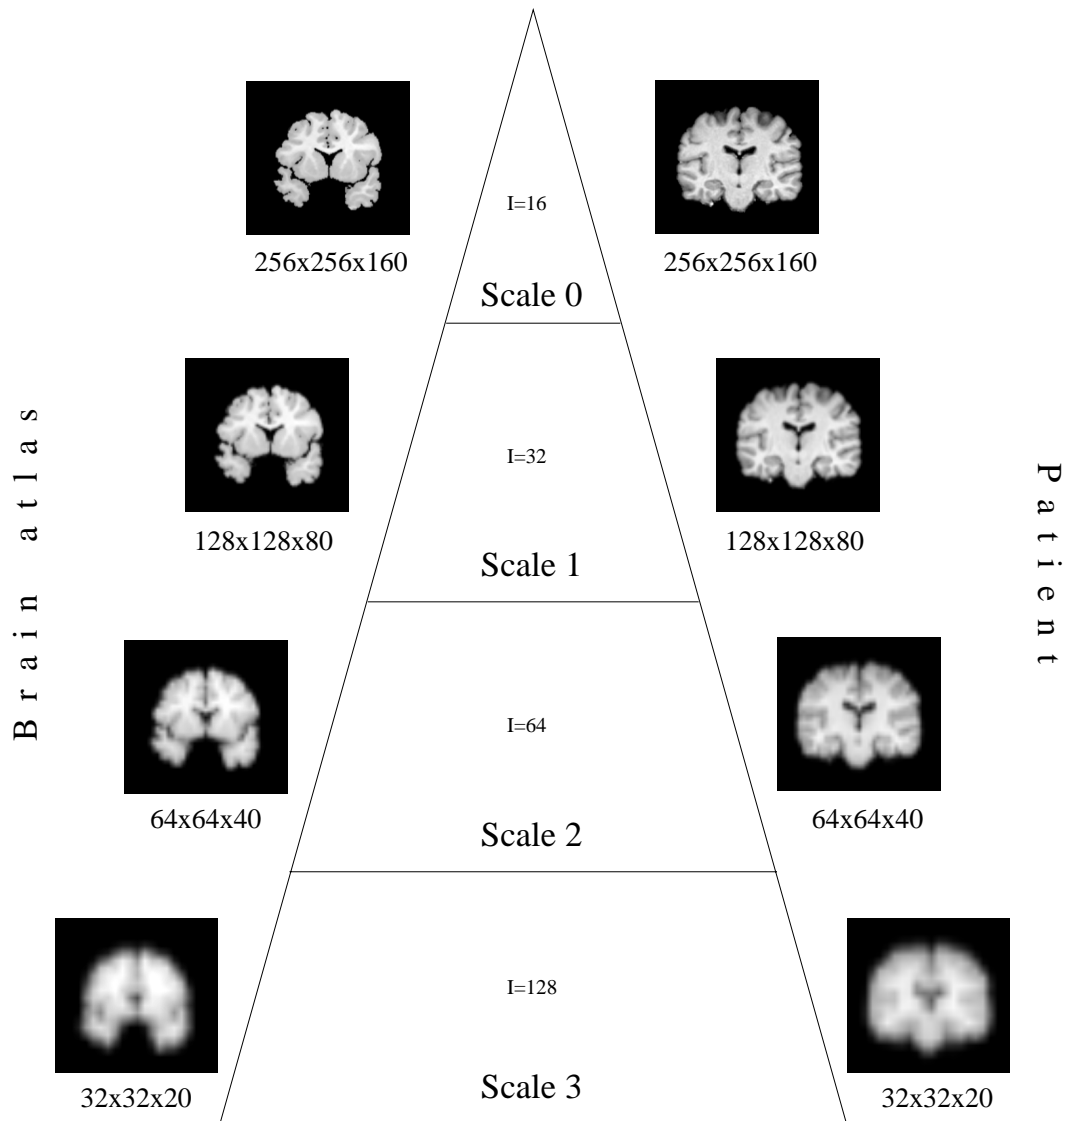 I=16
256x256x160
256x256x160
Scale 0
I=32
128x128x80
128x128x80
Scale 1
Brain atlas
Patient
I=64
64x64x40
64x64x40
Scale 2
I=128
32x32x20
32x32x20
Scale 3